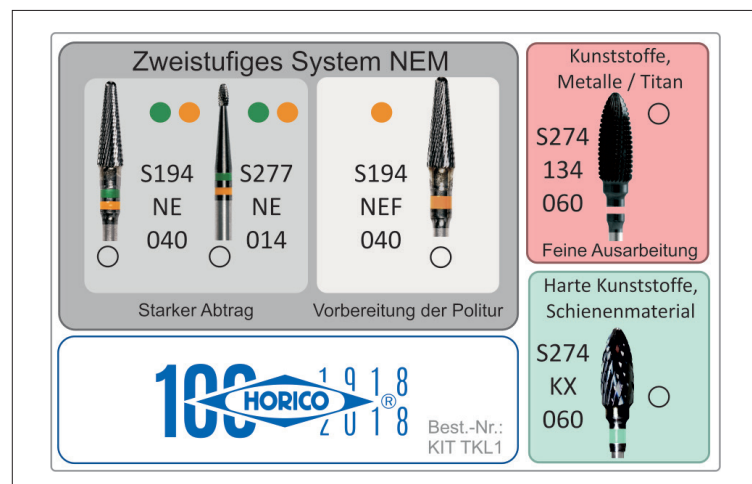 Zweistufiges System NEM
S194
NE
040
S277
NE
014
Starker Abtrag
S194
NEF
040
Vorbereitung der Politur
Kunststoffe,
Metalle / Titan
S274
134
060
Feine Ausarbeitung
Harte Kunststoffe,
Schienenmaterial
S274
KX
060
100
1918
HORICO®
2018
Best.-Nr.:
KIT TKL1